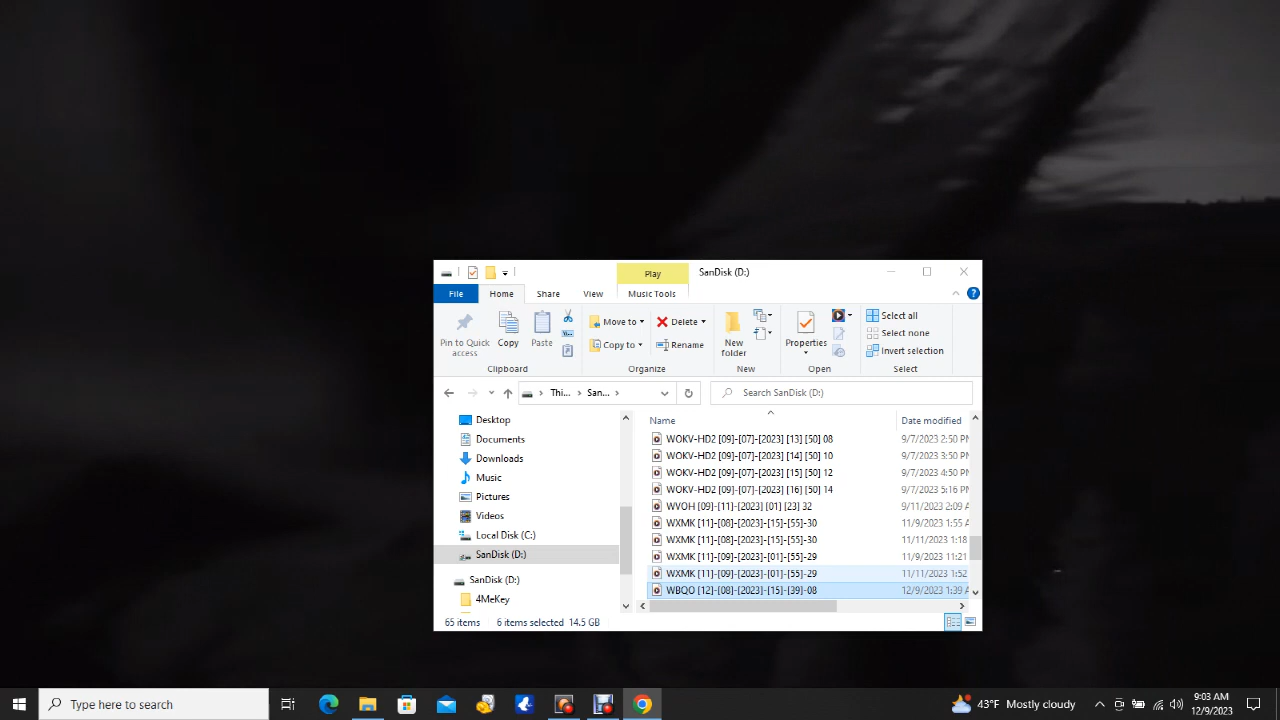 Play
SanDisk (D:)
File
Home
Share
View
Music Tools
Pin to Quick access
Copy
Paste
Clipboard
Move to
Copy to
Delete
Rename
Organize
New folder
New
Properties
Open
Select all
Select none
Invert selection
Select
Thi...
San...
Search SanDisk (D:)
Desktop
Documents
Downloads
Music
Pictures
Videos
Local Disk (C:)
SanDisk (D:)
SanDisk (D:)
4MeKey
Name Date modified
WOKV-HD2 [09]-[07]-[2023] [13] [50] 08 9/7/2023 2:50 PM
WOKV-HD2 [09]-[07]-[2023] [14] [50] 10 9/7/2023 3:50 PM
WOKV-HD2 [09]-[07]-[2023] [15] [50] 12 9/7/2023 4:50 PM
WOKV-HD2 [09]-[07]-[2023] [16] [50] 14 9/7/2023 5:16 PM
WVOH [09]-[11]-[2023] [01] [23] 32 9/11/2023 2:09 A
WXMK [11]-[08]-[2023]-[15]-[55]-30 11/9/2023 1:55 A
WXMK [11]-[08]-[2023]-[15]-[55]-30 11/11/2023 1:18
WXMK [11]-[09]-[2023]-[01]-[55]-29 11/9/2023 11:21
WXMK [11]-[09]-[2023]-[01]-[55]-29 11/11/2023 1:52
WBQO [12]-[08]-[2023]-[15]-[39]-08 12/9/2023 1:39 A
65 items 6 items selected 14.5 GB
Type here to search
43°F Mostly cloudy
9:03 AM
12/9/2023